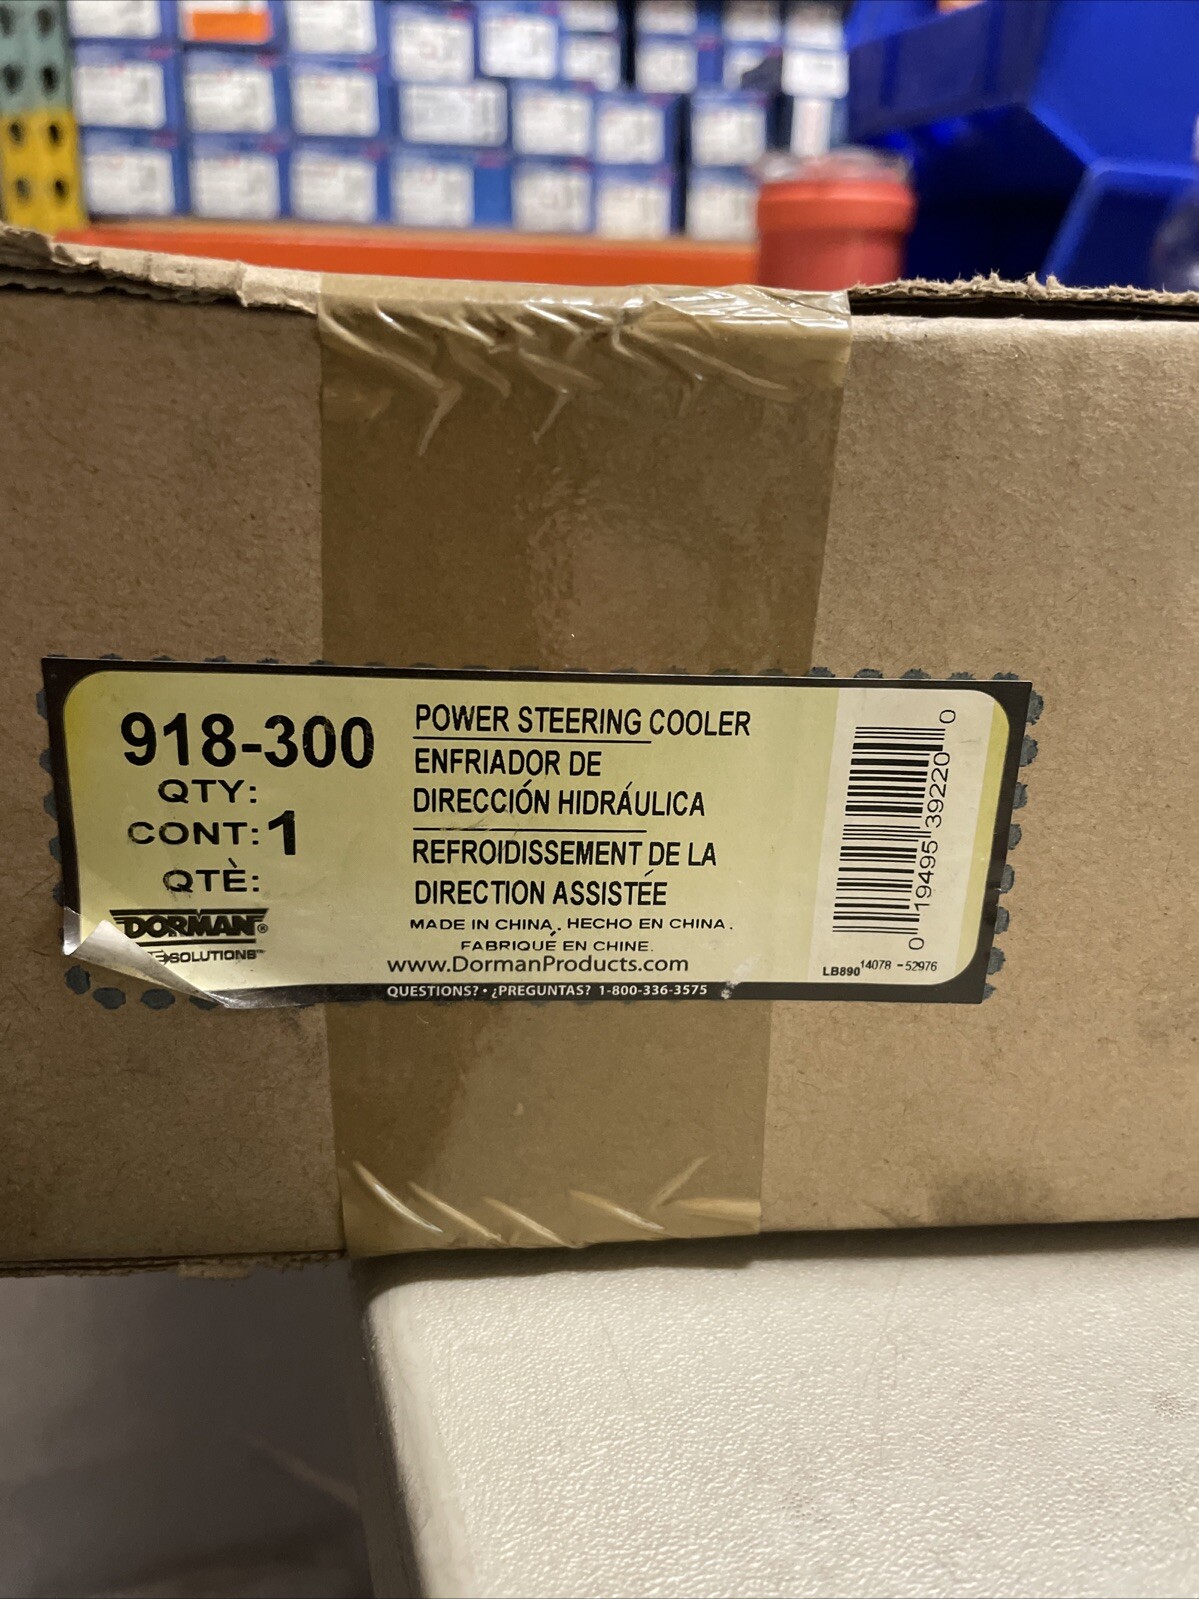 918-300
QTY:
CONT: 1
QTÈ:
DORMAN®
SOLUTIONS™
POWER STEERING COOLER
ENFRIADOR DE
DIRECCIÓN HIDRÁULICA
REFROIDISSEMENT DE LA
DIRECTION ASSISTÉE
MADE IN CHINA. HECHO EN CHINA.
FABRIQUÉ EN CHINE.
www.DormanProducts.com
QUESTIONS? • ¿PREGUNTAS? 1-800-336-3575
0 19495 39220 0
LB890 14078 - 52976